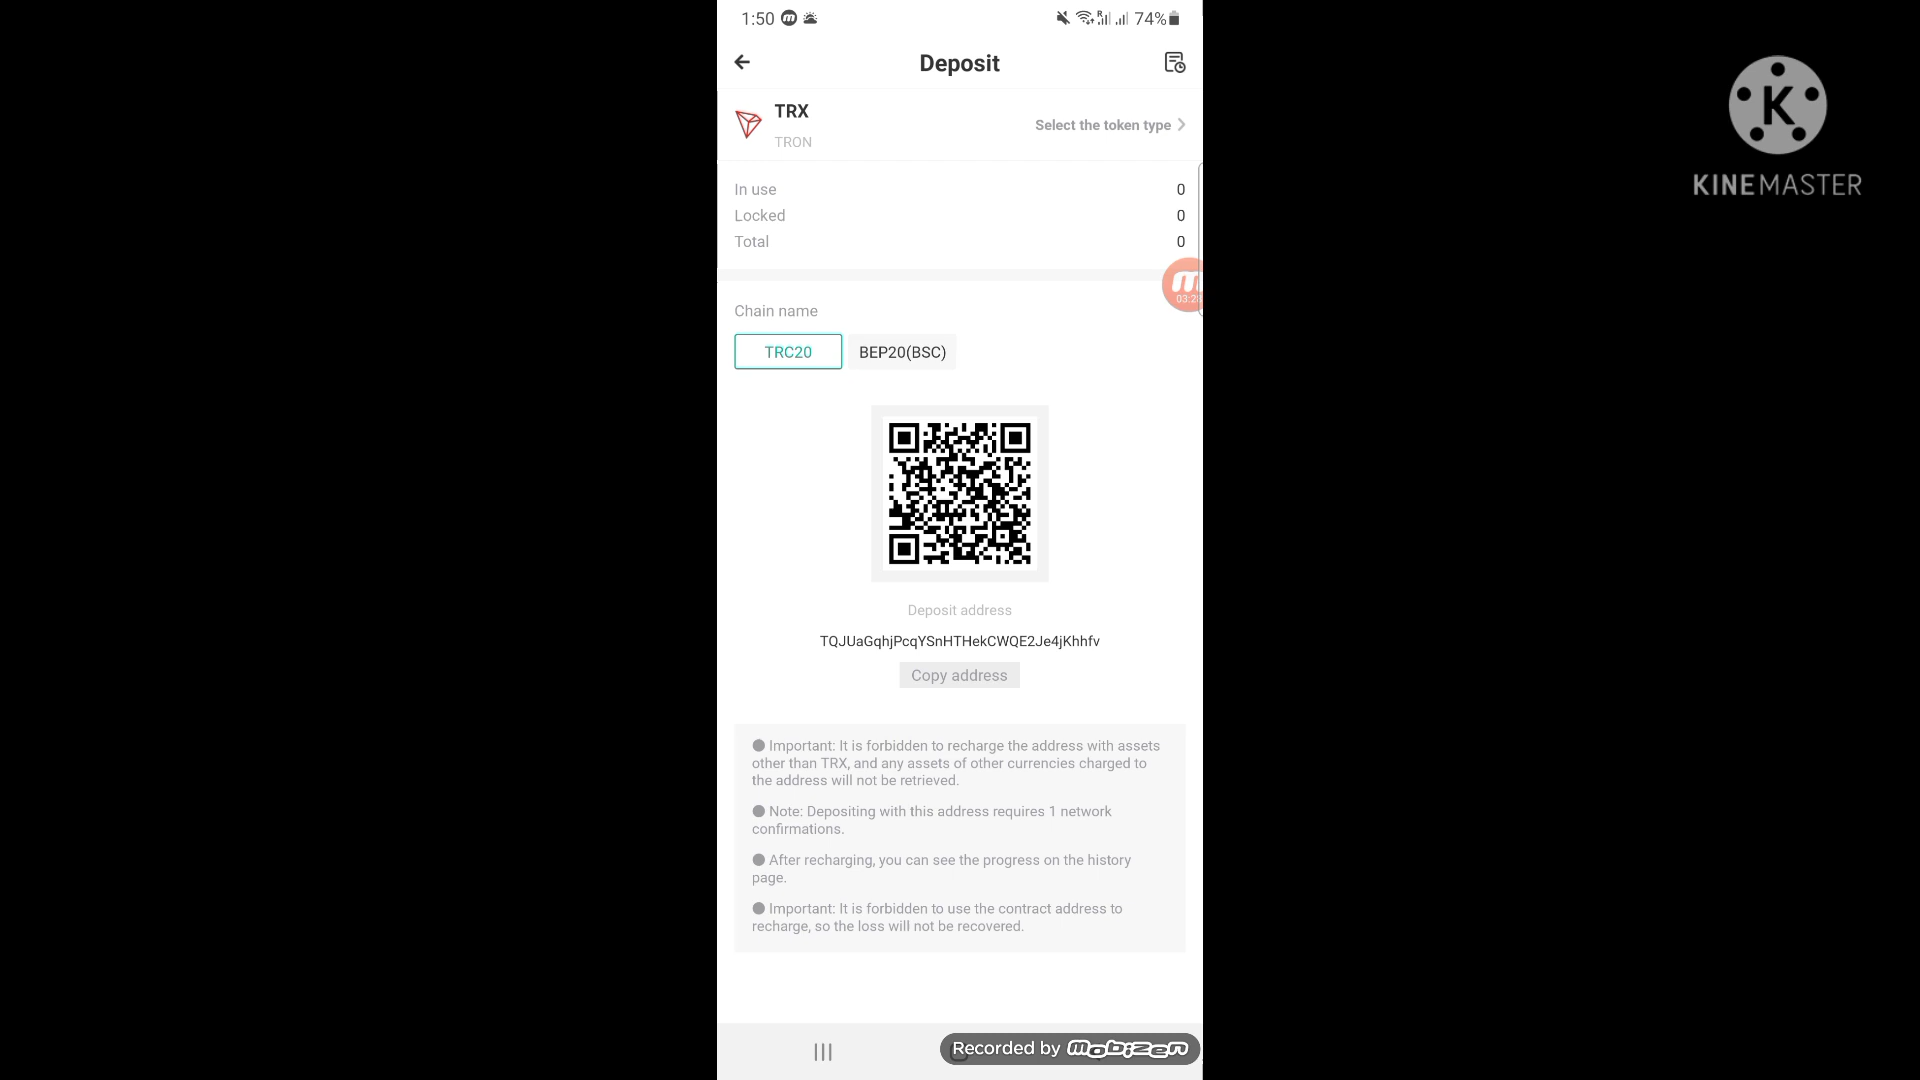 1:50
74%
Deposit
TRX
TRON
Select the token type
In use 0
Locked 0
Total 0
03:2
Chain name
TRC20 BEP20(BSC)
Deposit address
TQJUaGqhjPcqYSnHTHekCWQE2Je4jKhhfv
Copy address
● Important: It is forbidden to recharge the address with assets
other than TRX, and any assets of other currencies charged to
the address will not be retrieved.
● Note: Depositing with this address requires 1 network
confirmations.
● After recharging, you can see the progress on the history
page.
● Important: It is forbidden to use the contract address to
recharge, so the loss will not be recovered.
Recorded by mobizen
K
KINEMASTER